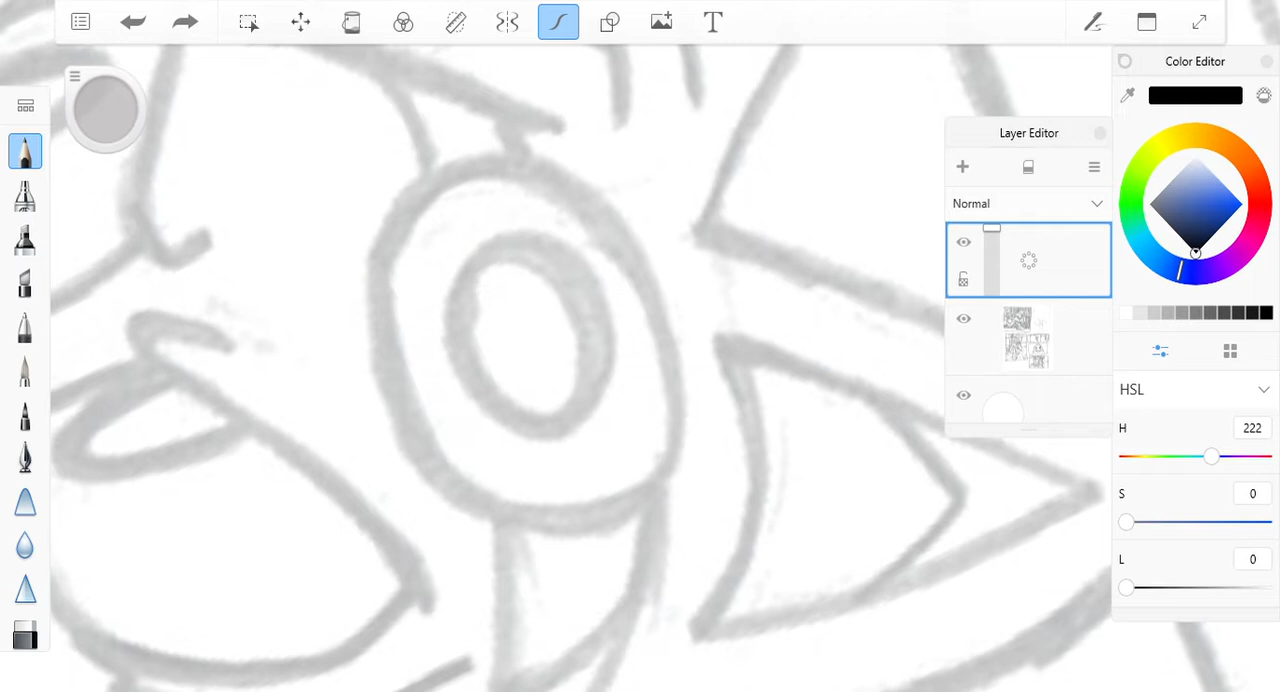 T
Color Editor
Layer Editor
Normal
HSL
H 222
S 0
L 0